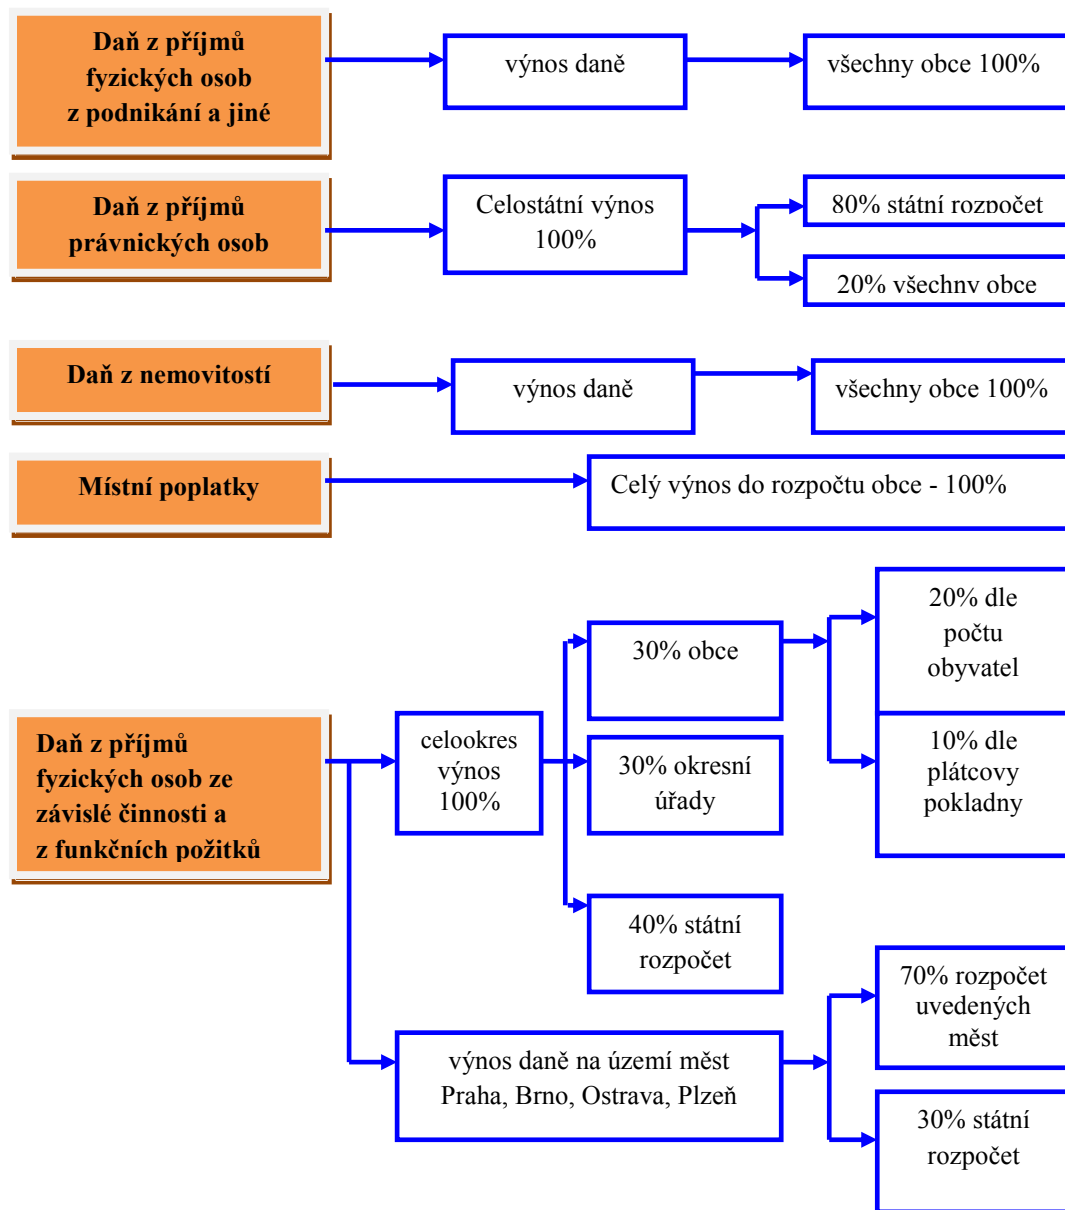 Daň z příjmů
fyzických osob
z podnikání a jiné
výnos daně
všechny obce 100%
Daň z příjmů
právnických osob
Celostátní výnos
100%
80% státní rozpočet
20% všechny obce
Daň z nemovitostí
výnos daně
všechny obce 100%
Místní poplatky
Celý výnos do rozpočtu obce - 100%
Daň z příjmů
fyzických osob ze
závislé činnosti a
z funkčních požitků
celookres
výnos
100%
30% obce
20% dle
počtu
obyvatel
10% dle
plátcovy
pokladny
30% okresní
úřady
40% státní
rozpočet
výnos daně na území měst
Praha, Brno, Ostrava, Plzeň
70% rozpočet
uvedených
měst
30% státní
rozpočet